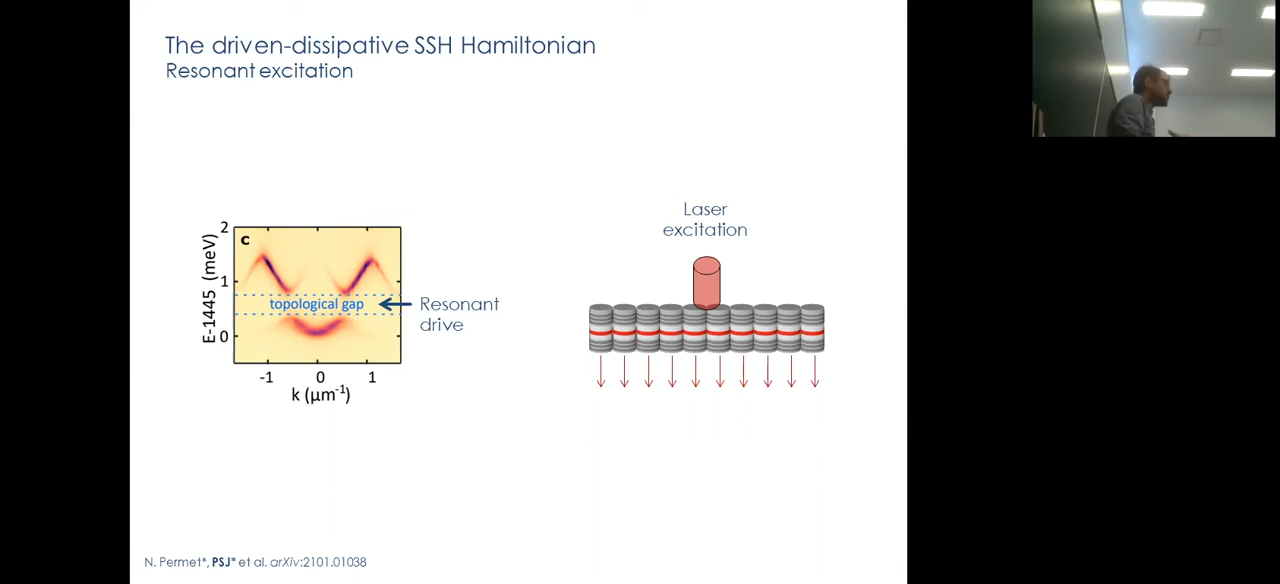 The driven-dissipative SSH Hamiltonian
Resonant excitation
c
2
1
0
E-1445 (meV)
topological gap
Resonant
drive
-1 0 1
k (μm⁻¹)
Laser
excitation
N. Permet*, PSJ* et al. arXiv:2101.01038